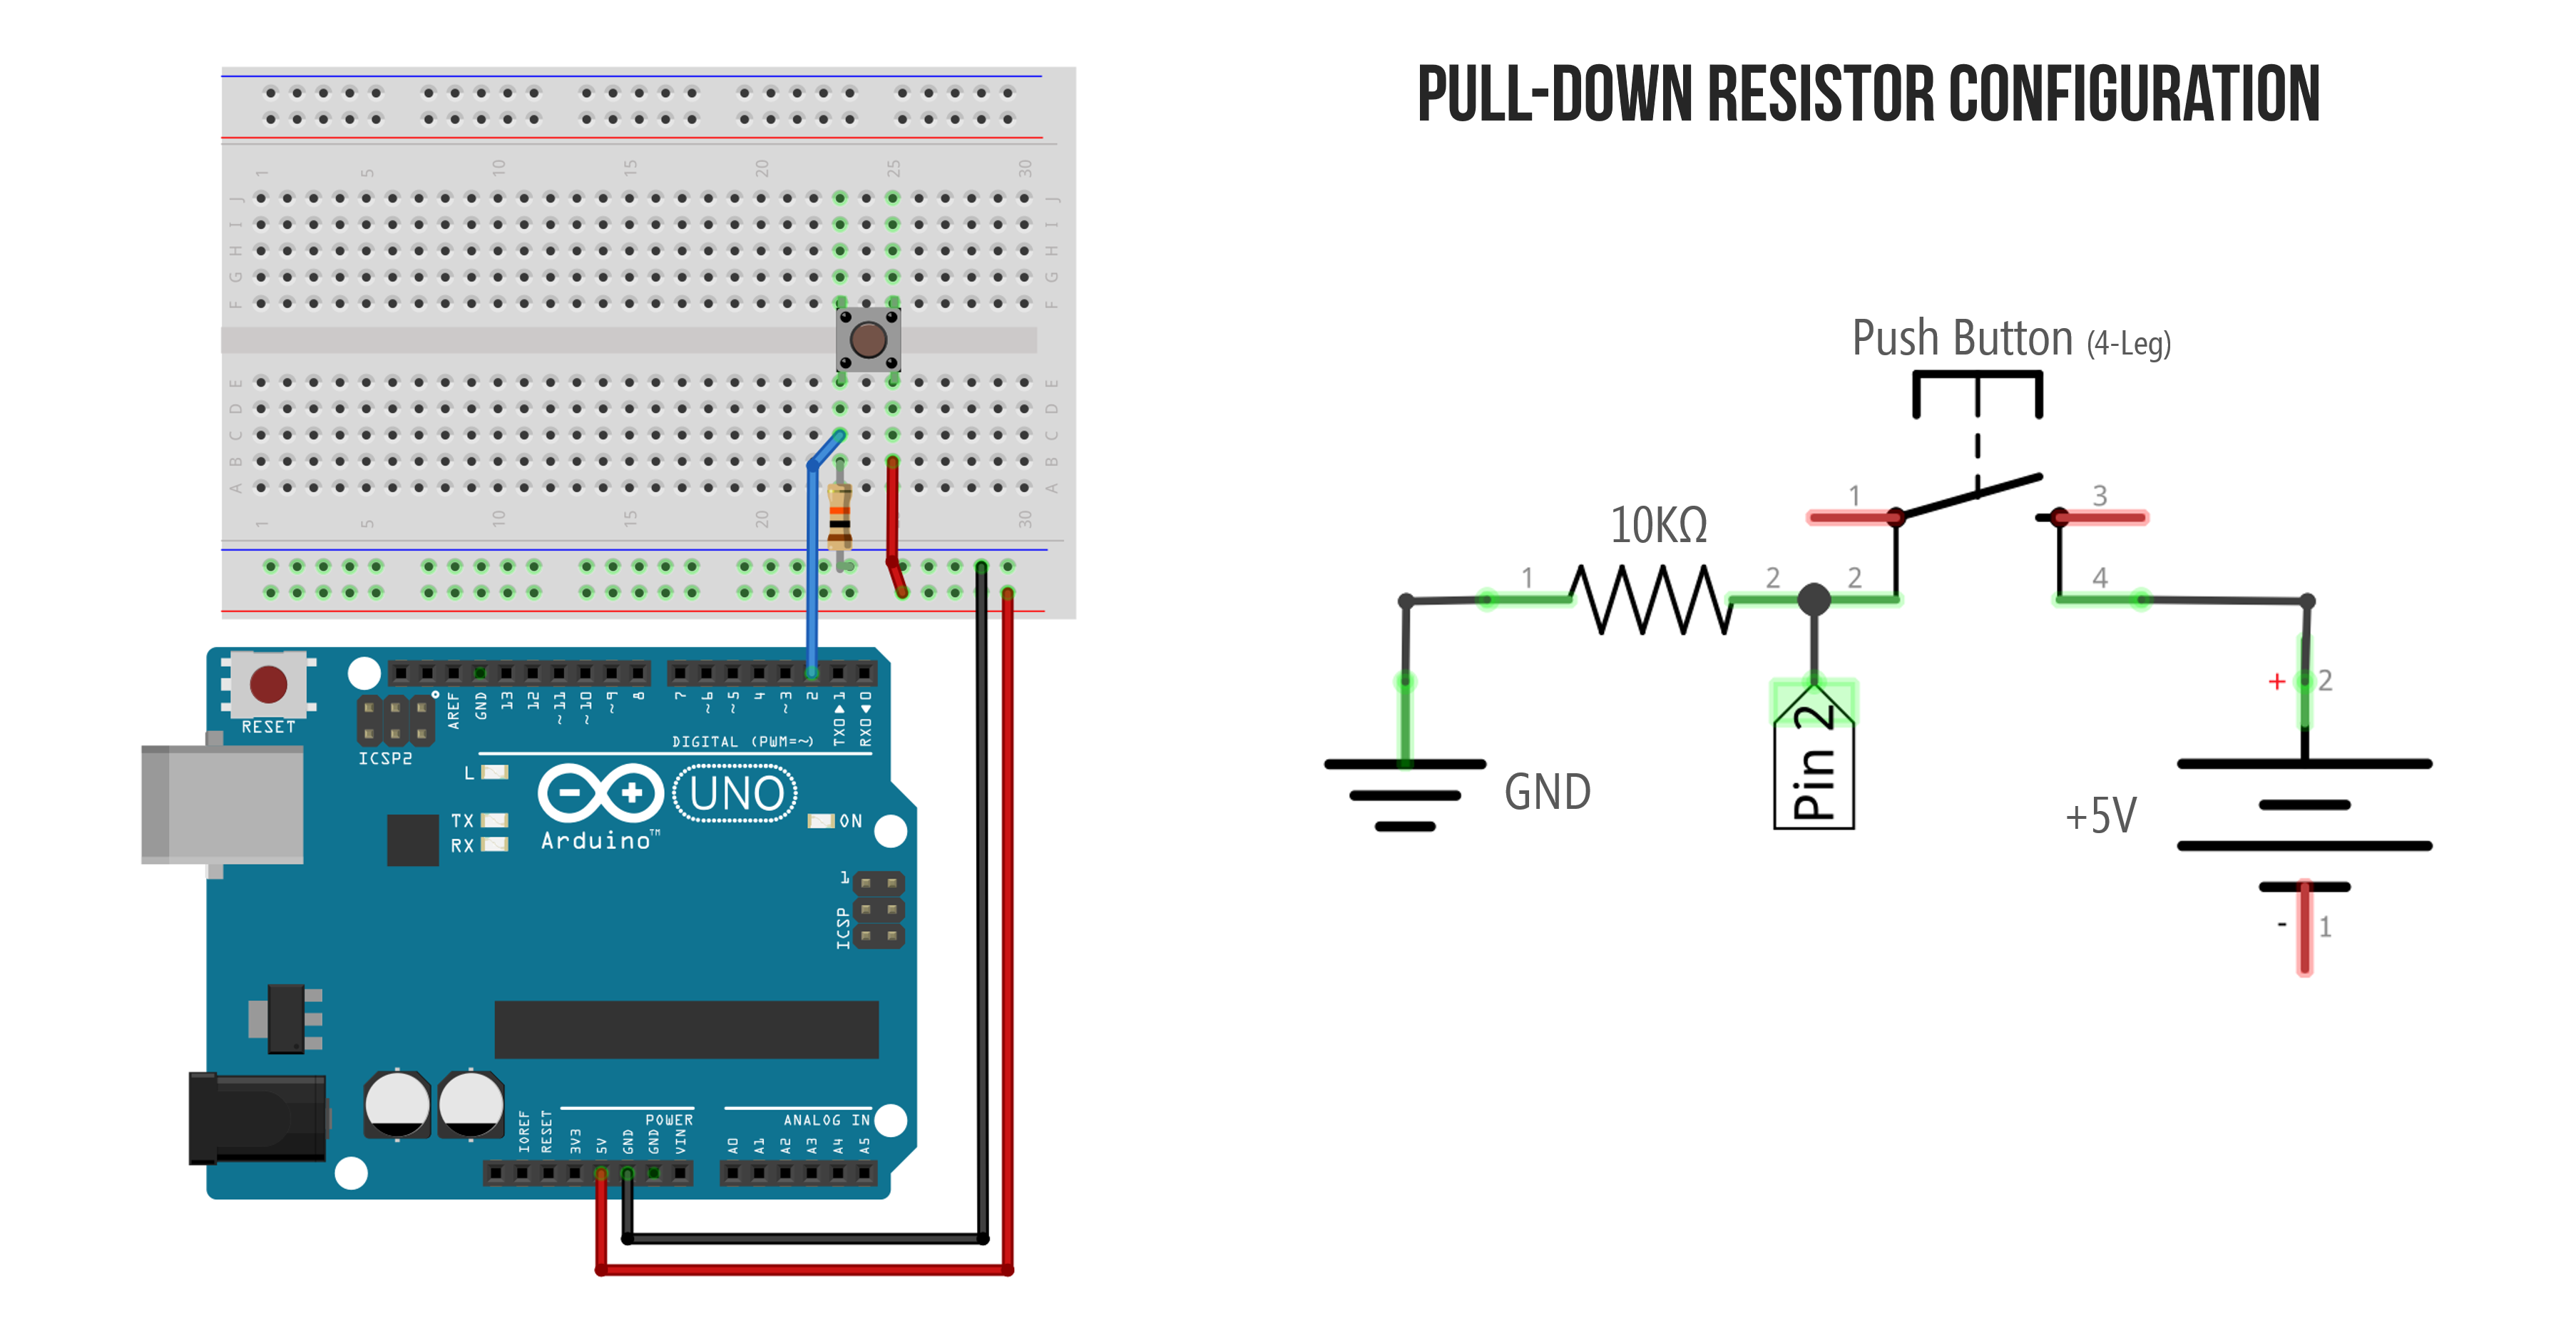 PULL-DOWN RESISTOR CONFIGURATION
1 5 10 15 20 25 30
J J
I I
H H
G G
F F
E E
D D
C C
B B
A A
1 5 10 15 20 30
Push Button (4-Leg)
1 3
10KΩ
1 2 2 4
Pin 2
GND
+ 2
+5V
- 1
RESET
ICSP2
AREF GND 13 12 ~11 ~10 ~9 8 7 ~6 ~5 4 ~3 2 TX0▶1 RX0◀0
DIGITAL (PWM=~)
L
TX
RX
UNO
Arduino™
ON
1
ICSP
IOREF RESET 3V3 5V GND GND VIN A0 A1 A2 A3 A4 A5
POWER ANALOG IN